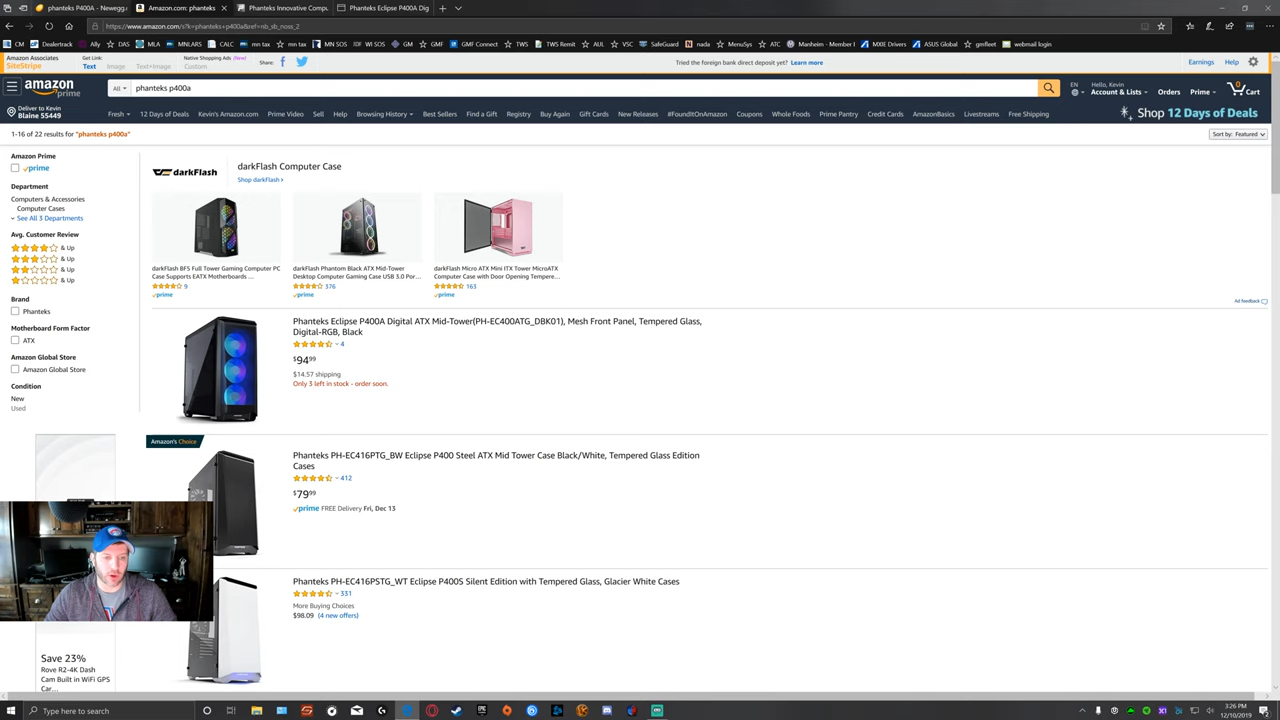 phanteks P400A - Newegg.
Amazon.com: phanteks
Phanteks Innovative Compu
Phanteks Eclipse P400A Dig
https://www.amazon.com/s?k=phanteks+p400a&ref=nb_sb_noss_2
CM Dealertrack Ally DAS MLA MNLARS CALC mn tax mn tax MN SOS WI SOS GM GMF GMF Connect TWS TWS Remit AUL VSC SafeGuard nada MenuSys ATC Manheim - Member I MXIE Drivers ASUS Global gmfleet webmail login
Amazon Associates
SiteStripe
Get Link:
Text Image Text+Image
Native Shopping Ads (New!)
Custom
Share:
Tried the foreign bank direct deposit yet? Learn more
Earnings Help
amazon
prime
All
phanteks p400a
EN
Hello, Kevin
Account & Lists
Orders
Prime
0
Cart
Deliver to Kevin
Blaine 55449
Fresh 12 Days of Deals Kevin's Amazon.com Prime Video Sell Help Browsing History Best Sellers Find a Gift Registry Buy Again Gift Cards New Releases #FoundItOnAmazon Coupons Whole Foods Prime Pantry Credit Cards AmazonBasics Livestreams Free Shipping
Shop 12 Days of Deals
1-16 of 22 results for "phanteks p400a"
Sort by: Featured
Amazon Prime
prime
Department
Computers & Accessories
Computer Cases
See All 3 Departments
Avg. Customer Review
& Up
& Up
& Up
& Up
Brand
Phanteks
Motherboard Form Factor
ATX
Amazon Global Store
Amazon Global Store
Condition
New
Used
darkFlash
darkFlash Computer Case
Shop darkFlash ›
darkFlash BF5 Full Tower Gaming Computer PC
Case Supports EATX Motherboards ...
9
prime
darkFlash Phantom Black ATX Mid-Tower
Desktop Computer Gaming Case USB 3.0 Por...
376
prime
darkFlash Micro ATX Mini ITX Tower MicroATX
Computer Case with Door Opening Tempere...
163
prime
Ad feedback
Phanteks Eclipse P400A Digital ATX Mid-Tower(PH-EC400ATG_DBK01), Mesh Front Panel, Tempered Glass,
Digital-RGB, Black
4
$94.99
$14.57 shipping
Only 3 left in stock - order soon.
Amazon's Choice
Phanteks PH-EC416PTG_BW Eclipse P400 Steel ATX Mid Tower Case Black/White, Tempered Glass Edition
Cases
412
$79.99
prime FREE Delivery Fri, Dec 13
Phanteks PH-EC416PSTG_WT Eclipse P400S Silent Edition with Tempered Glass, Glacier White Cases
331
More Buying Choices
$98.09 (4 new offers)
Save 23%
Rove R2-4K Dash
Cam Built in WiFi GPS
Car...
Type here to search
3:26 PM
12/10/2019